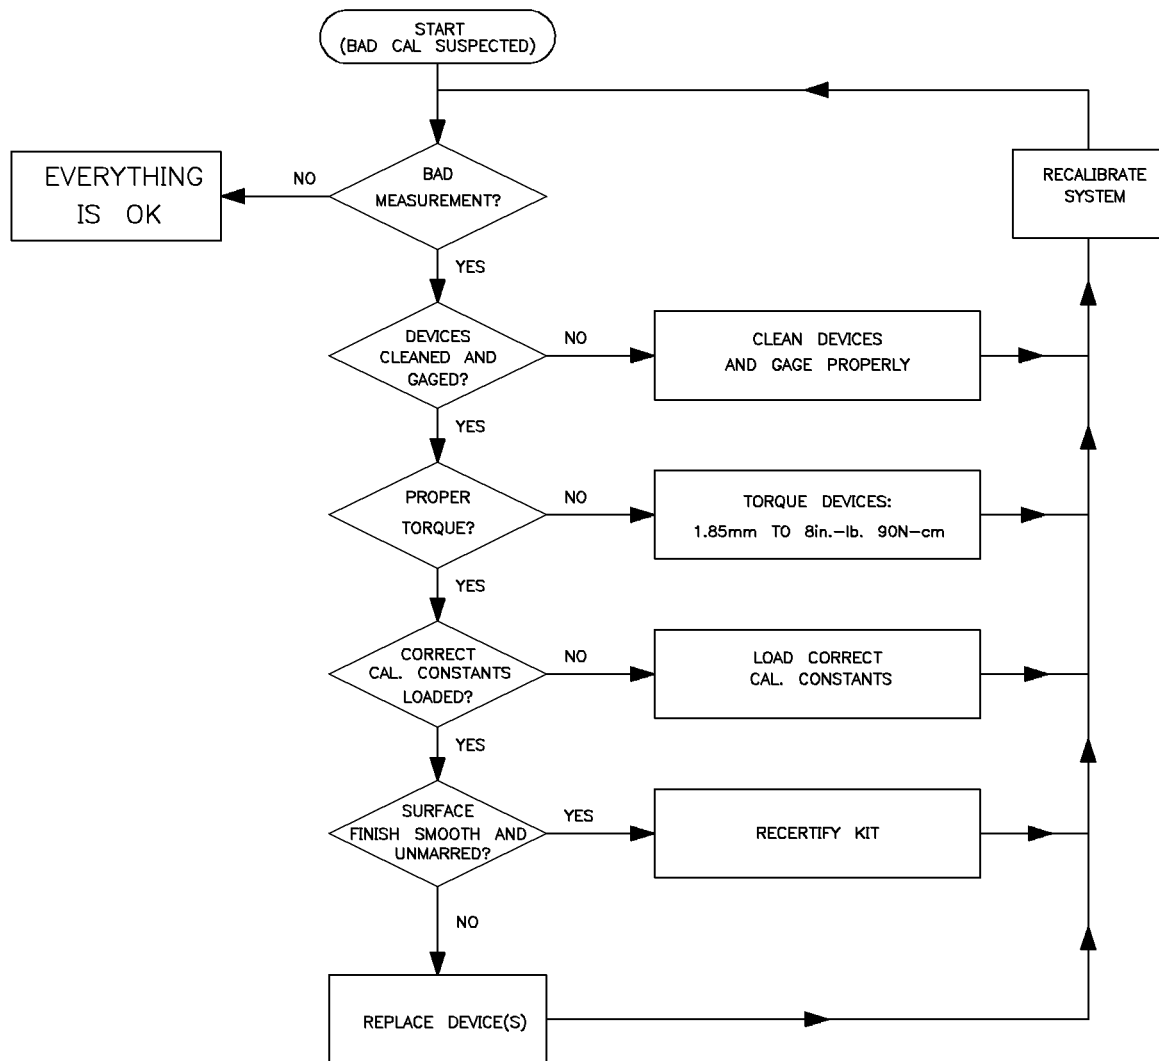 START
(BAD CAL SUSPECTED)
EVERYTHING
IS OK
NO
BAD
MEASUREMENT?
RECALIBRATE
SYSTEM
YES
DEVICES
CLEANED AND
GAGED?
NO
CLEAN DEVICES
AND GAGE PROPERLY
YES
PROPER
TORQUE?
NO
TORQUE DEVICES:
1.85mm TO 8in.-lb. 90N-cm
YES
CORRECT
CAL. CONSTANTS
LOADED?
NO
LOAD CORRECT
CAL. CONSTANTS
YES
SURFACE
FINISH SMOOTH AND
UNMARRED?
YES
RECERTIFY KIT
NO
REPLACE DEVICE(S)